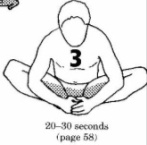 3
20–30 seconds
(page 58)